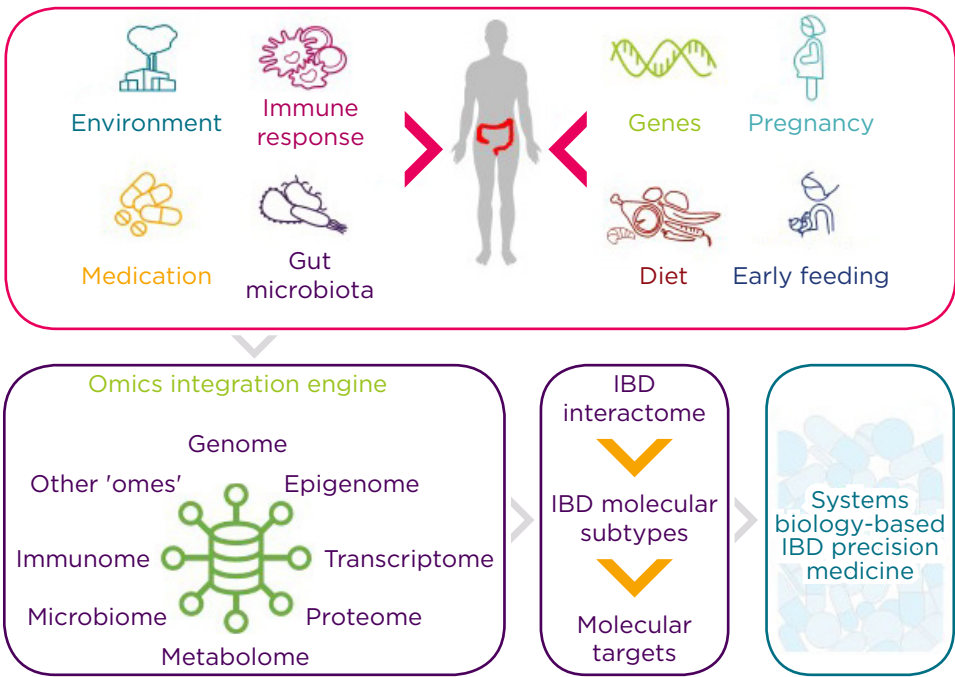 Environment
Immune
response
Genes
Pregnancy
Medication
Gut
microbiota
Diet
Early feeding
Omics integration engine
Genome
Other 'omes'
Epigenome
Immunome
Transcriptome
Microbiome
Proteome
Metabolome
IBD
interactome
IBD molecular
subtypes
Molecular
targets
Systems
biology-based
IBD precision
medicine